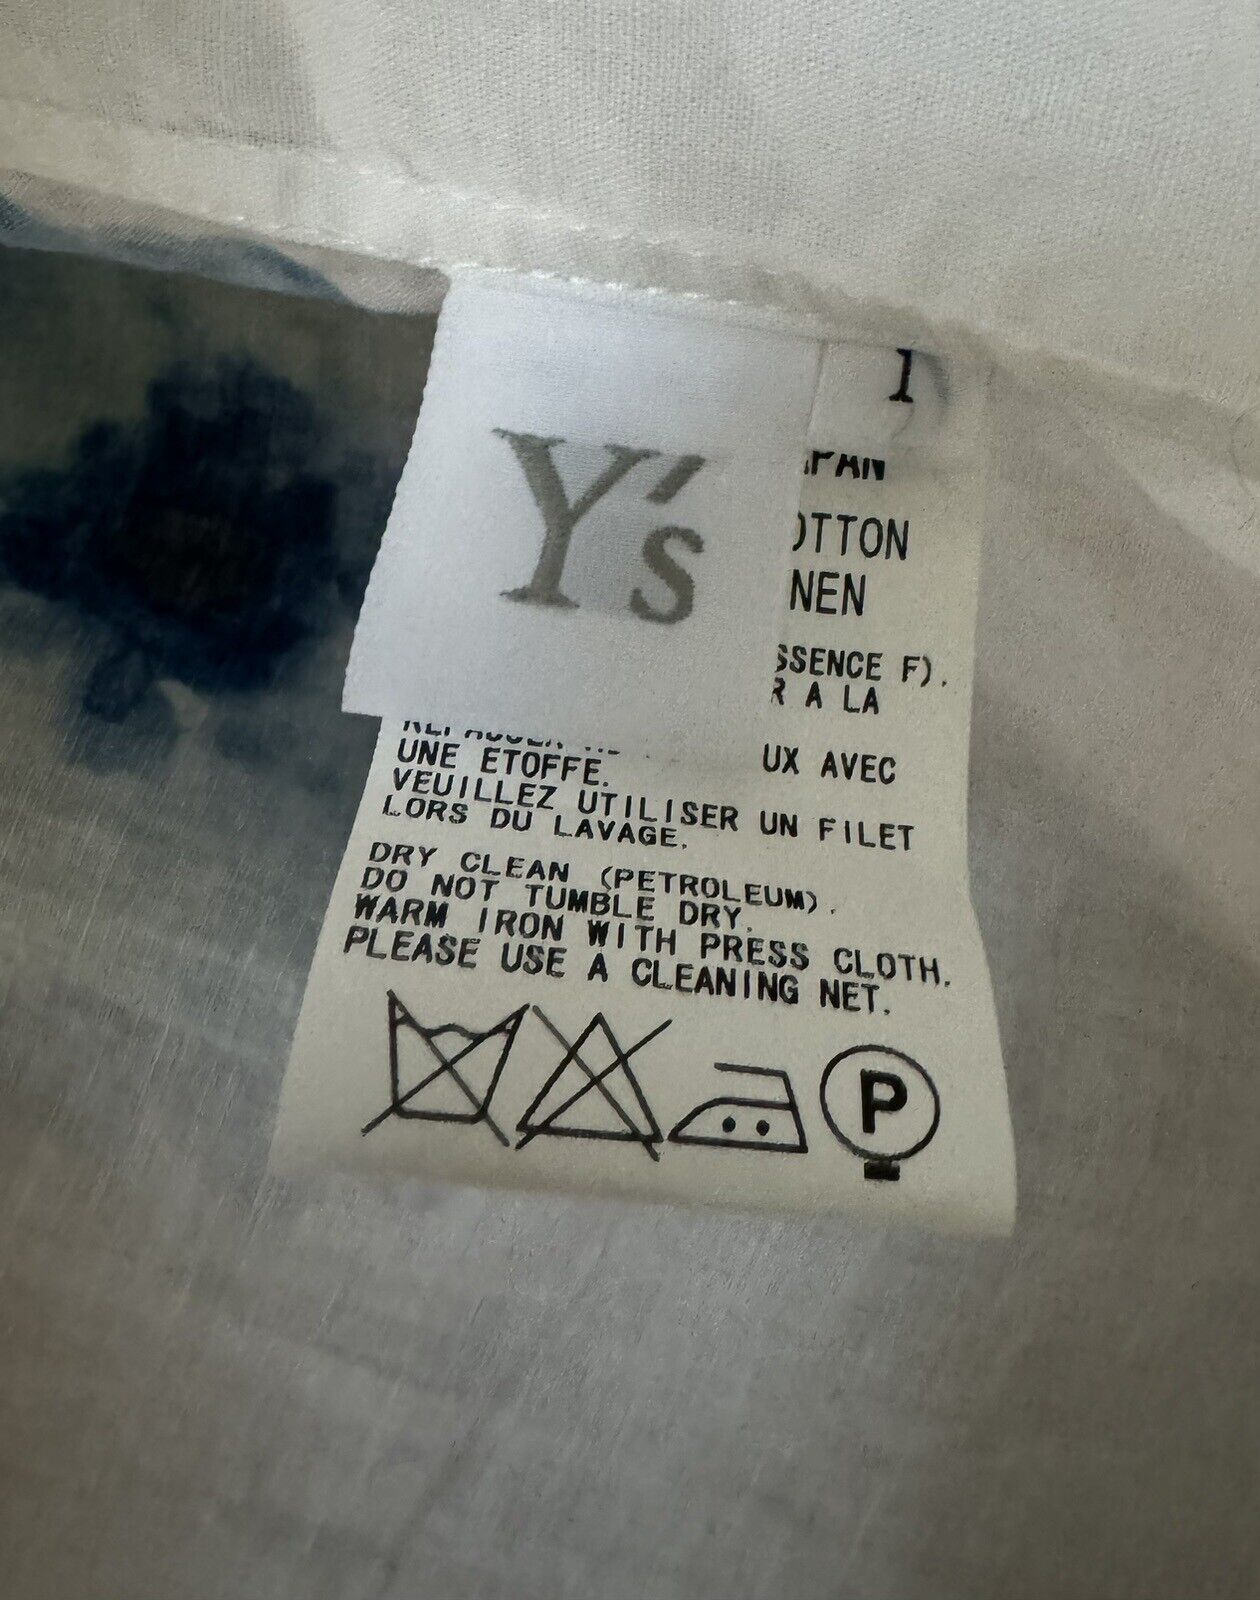 Y's
1
OTTON
NEN
SSENCE F).
R A LA
UX AVEC
UNE ETOFFE.
VEUILLEZ UTILISER UN FILET
LORS DU LAVAGE.
DRY CLEAN (PETROLEUM).
DO NOT TUMBLE DRY.
WARM IRON WITH PRESS CLOTH.
PLEASE USE A CLEANING NET.
P